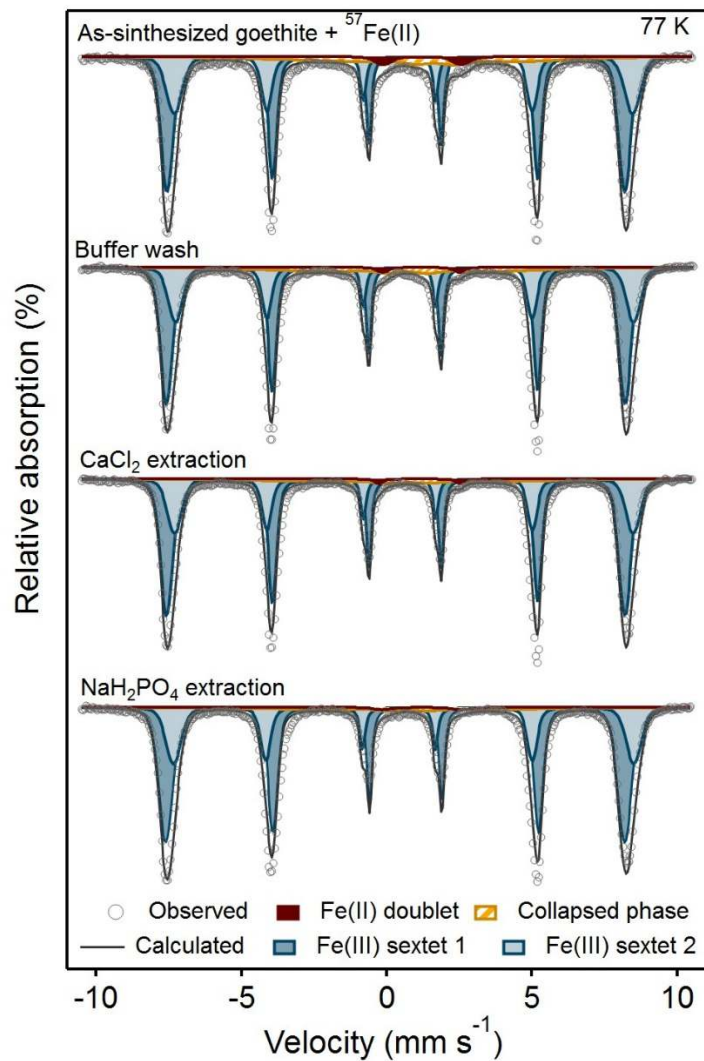 As-sinthesized goethite + ⁵⁷Fe(II)
77 K
Buffer wash
CaCl₂ extraction
NaH₂PO₄ extraction
Relative absorption (%)
Observed
Fe(II) doublet
Collapsed phase
Calculated
Fe(III) sextet 1
Fe(III) sextet 2
-10 -5 0 5 10
Velocity (mm s⁻¹)